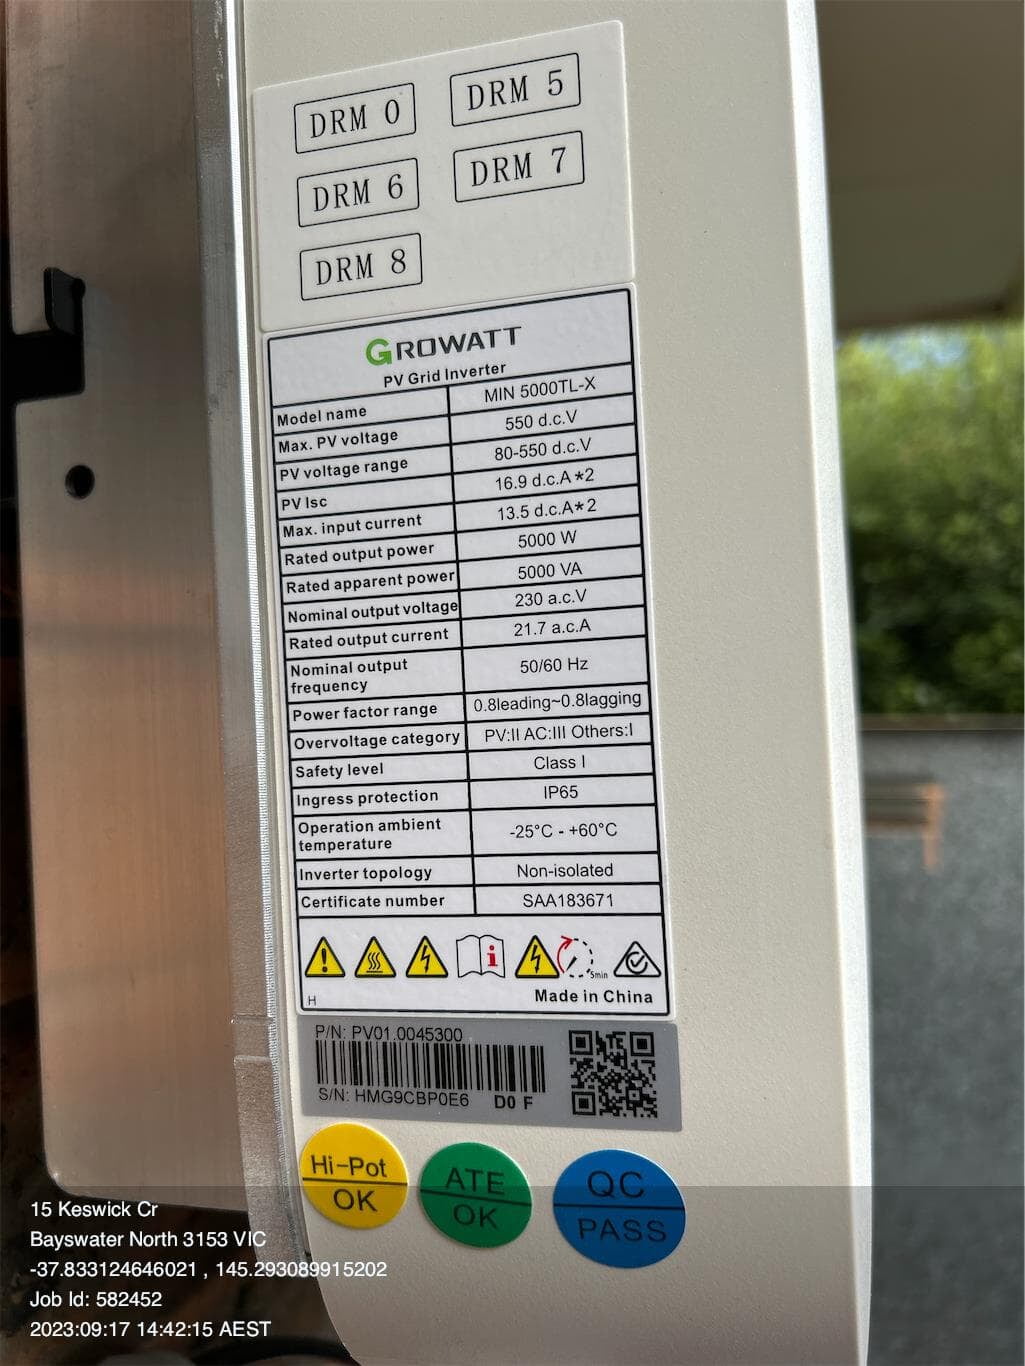 DRM 0 DRM 5
DRM 6 DRM 7
DRM 8
GROWATT
PV Grid Inverter
Model name MIN 5000TL-X
Max. PV voltage 550 d.c.V
PV voltage range 80-550 d.c.V
PV Isc 16.9 d.c.A*2
Max. input current 13.5 d.c.A*2
Rated output power 5000 W
Rated apparent power 5000 VA
Nominal output voltage 230 a.c.V
Rated output current 21.7 a.c.A
Nominal output
frequency 50/60 Hz
Power factor range 0.8leading~0.8lagging
Overvoltage category PV:II AC:III Others:I
Safety level Class I
Ingress protection IP65
Operation ambient
temperature -25°C - +60°C
Inverter topology Non-isolated
Certificate number SAA183671
i 5min
H Made in China
P/N: PV01.0045300
S/N: HMG9CBP0E6 D0 F
Hi-Pot
OK
ATE
OK
QC
PASS
15 Keswick Cr
Bayswater North 3153 VIC
-37.833124646021 , 145.293089915202
Job Id: 582452
2023:09:17 14:42:15 AEST